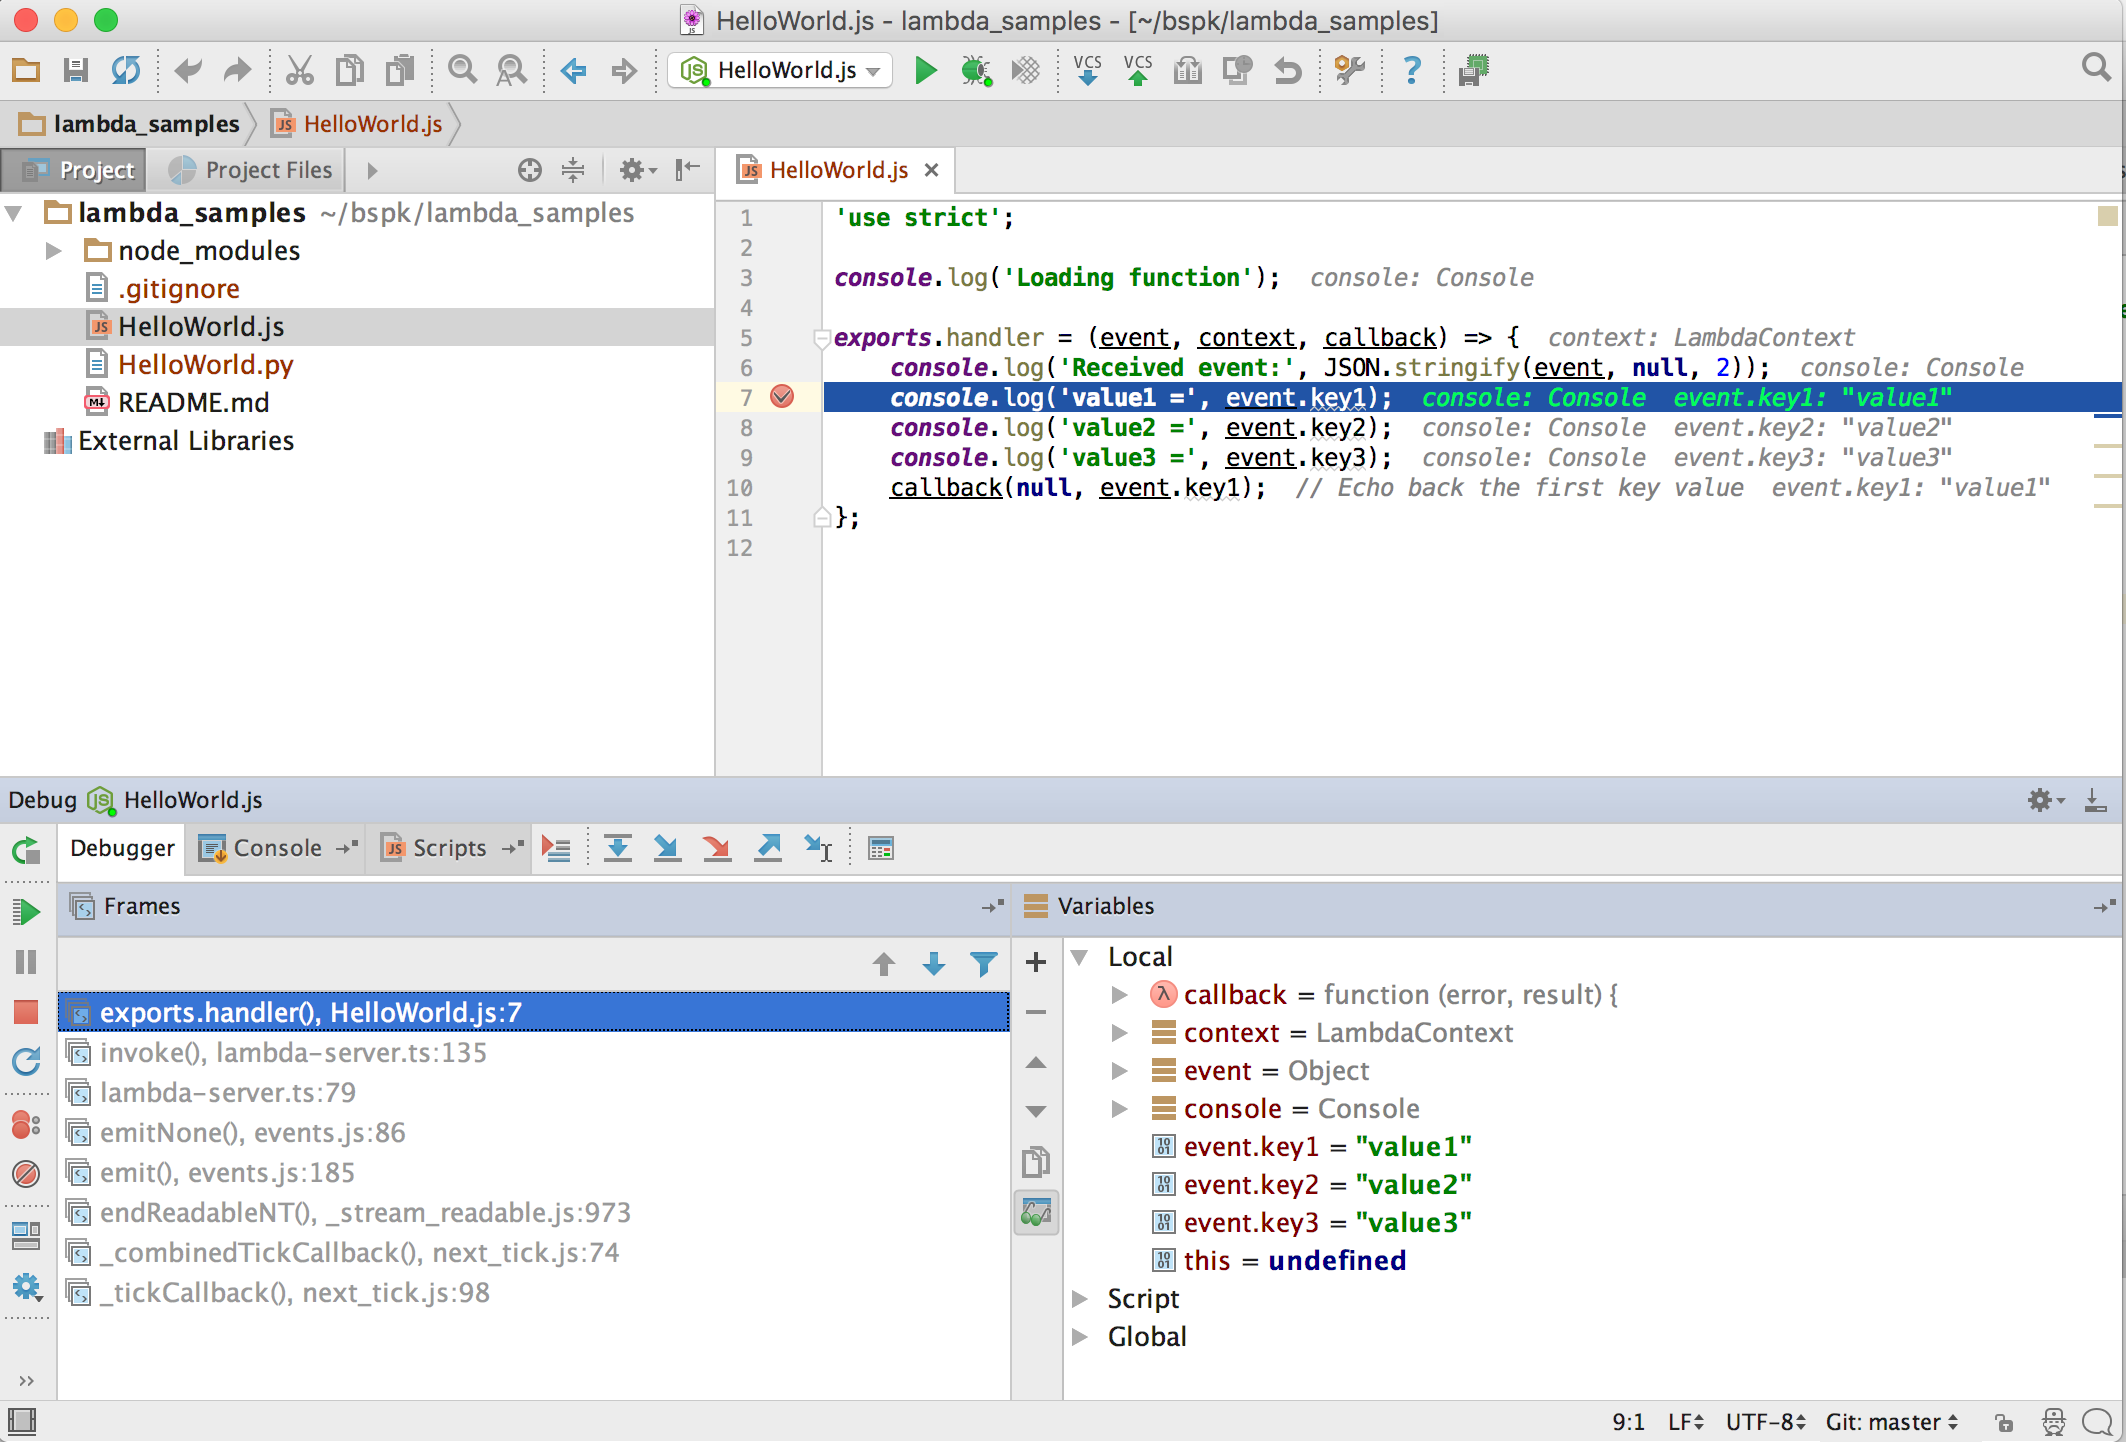 HelloWorld.js - lambda_samples - [~/bspk/lambda_samples]
HelloWorld.js
VCS
VCS
?
lambda_samples
HelloWorld.js
Project
Project Files
HelloWorld.js
lambda_samples ~/bspk/lambda_samples
node_modules
.gitignore
HelloWorld.js
HelloWorld.py
README.md
External Libraries
1 'use strict';
2
3 console.log('Loading function'); console: Console
4
5 exports.handler = (event, context, callback) => { context: LambdaContext
6 console.log('Received event:', JSON.stringify(event, null, 2)); console: Console
7 console.log('value1 =', event.key1); console: Console event.key1: "value1"
8 console.log('value2 =', event.key2); console: Console event.key2: "value2"
9 console.log('value3 =', event.key3); console: Console event.key3: "value3"
10 callback(null, event.key1); // Echo back the first key value event.key1: "value1"
11 };
12
Debug HelloWorld.js
Debugger
Console
Scripts
Frames
Variables
exports.handler(), HelloWorld.js:7
invoke(), lambda-server.ts:135
lambda-server.ts:79
emitNone(), events.js:86
emit(), events.js:185
endReadableNT(), _stream_readable.js:973
_combinedTickCallback(), next_tick.js:74
_tickCallback(), next_tick.js:98
Local
callback = function (error, result) {
context = LambdaContext
event = Object
console = Console
event.key1 = "value1"
event.key2 = "value2"
event.key3 = "value3"
this = undefined
Script
Global
9:1 LF UTF-8 Git: master